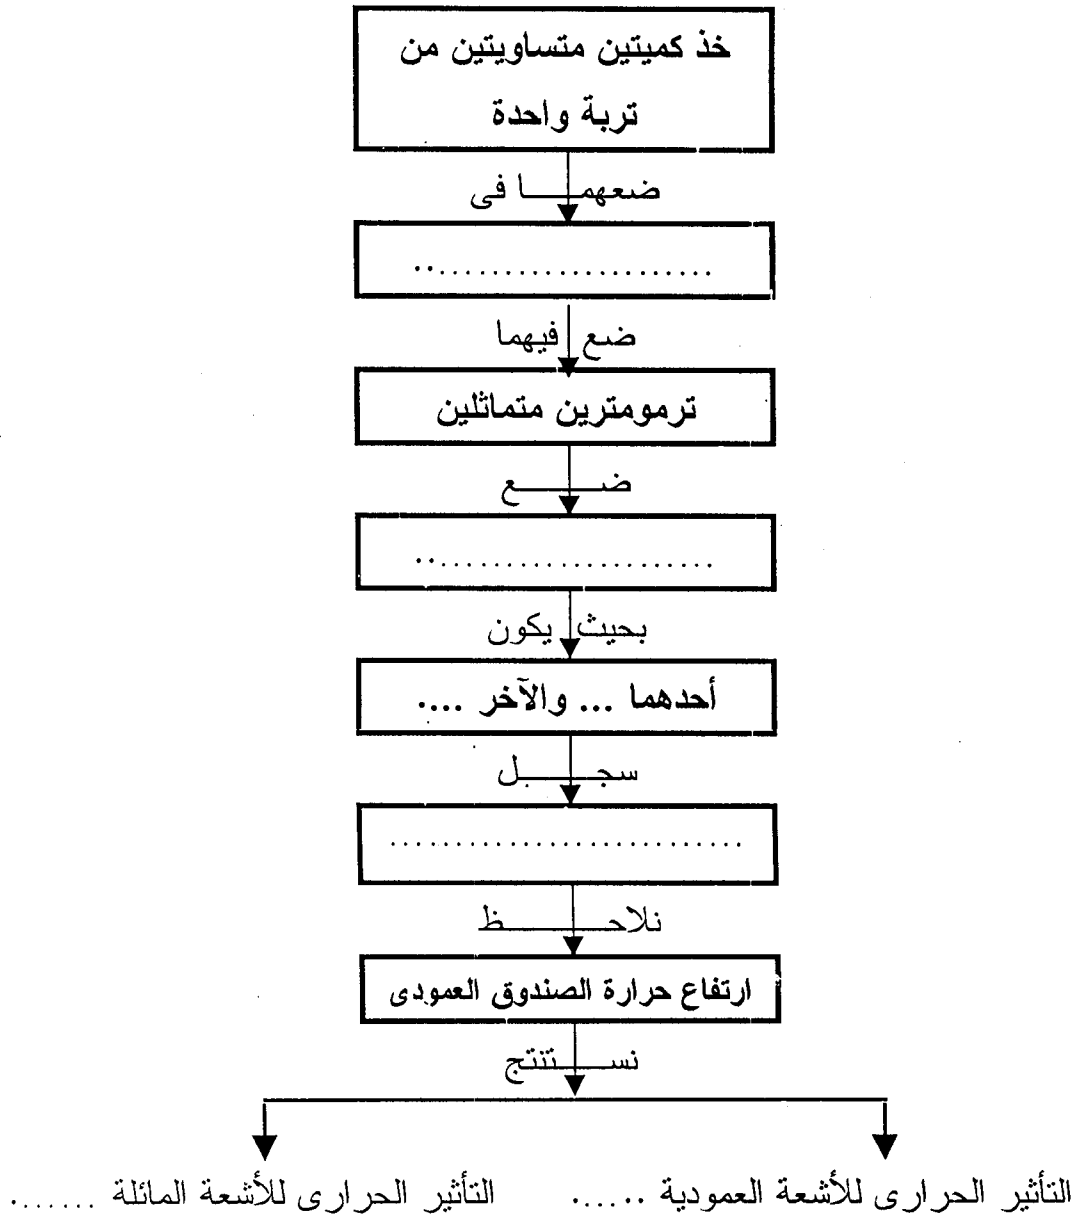 خذ كميتين متساويتين من
تربة واحدة
ضعهما فى
.......................
ضع فيهما
ترمومترين متماثلين
ضع
.......................
بحيث يكون
أحدهما ... والآخر ....
سجل
...........................
نلاحظ
ارتفاع حرارة الصندوق العمودى
نستنتج
التأثير الحرارى للأشعة العمودية ......
التأثير الحرارى للأشعة المائلة .......